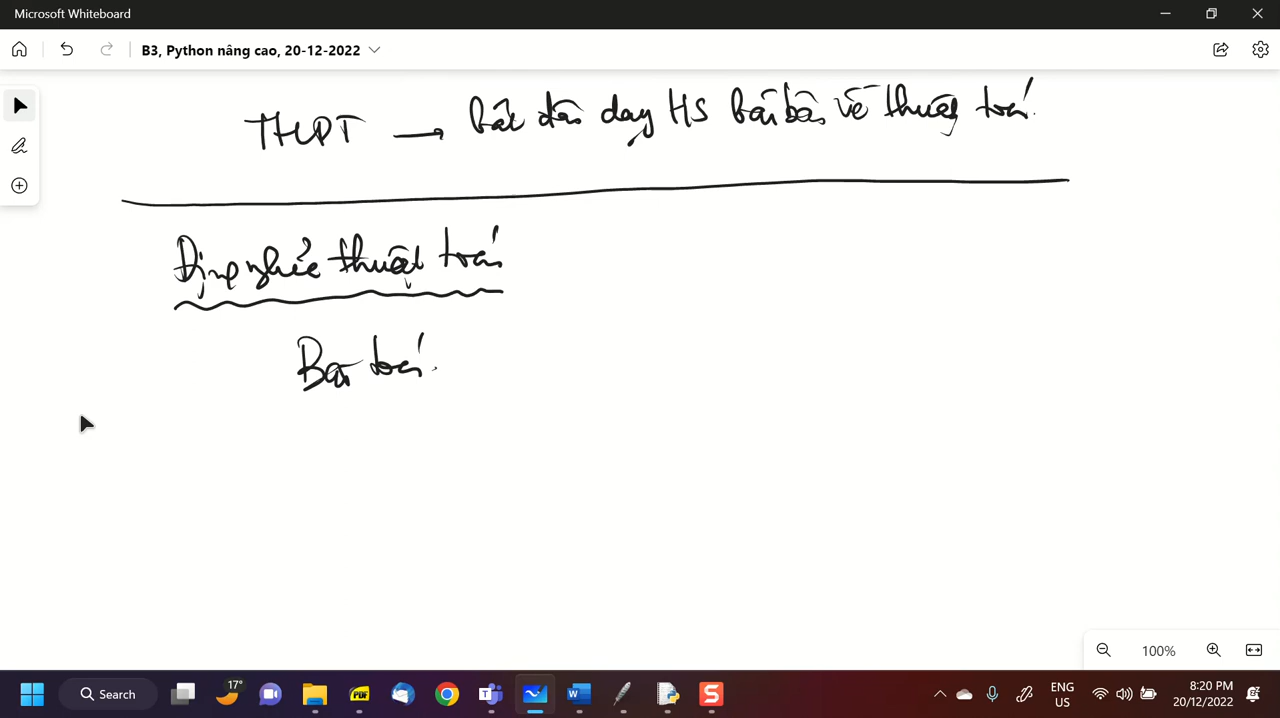 Microsoft Whiteboard
B3, Python nâng cao, 20-12-2022
THPT → bắt đầu dạy HS bài bản về thuật toán.
Định nghĩa thuật toán
Bài toán.
100%
17°
Search
ENG
US
8:20 PM
20/12/2022